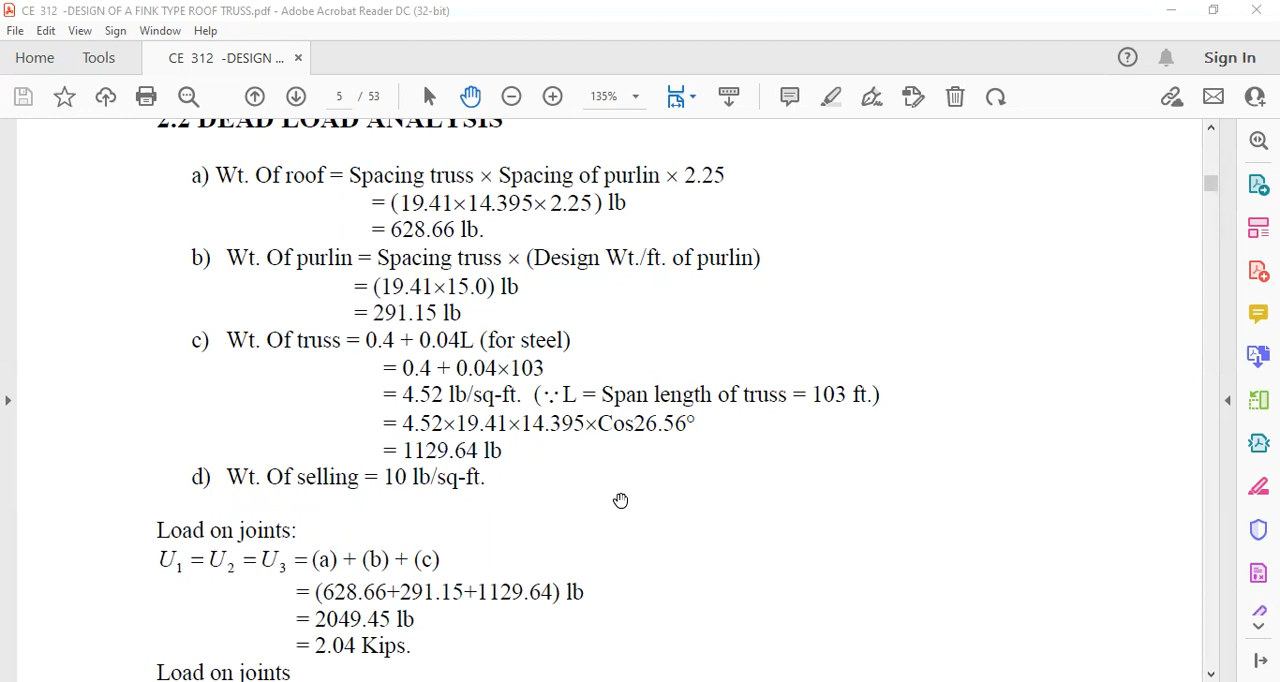 CE 312 -DESIGN OF A FINK TYPE ROOF TRUSS.pdf - Adobe Acrobat Reader DC (32-bit)
File Edit View Sign Window Help
Home Tools CE 312 -DESIGN ... × Sign In
5 / 53 135%
2.2 DEAD LOAD ANALYSIS
a) Wt. Of roof = Spacing truss × Spacing of purlin × 2.25
= (19.41×14.395×2.25) lb
= 628.66 lb.
b) Wt. Of purlin = Spacing truss × (Design Wt./ft. of purlin)
= (19.41×15.0) lb
= 291.15 lb
c) Wt. Of truss = 0.4 + 0.04L (for steel)
= 0.4 + 0.04×103
= 4.52 lb/sq-ft. (∵ L = Span length of truss = 103 ft.)
= 4.52×19.41×14.395×Cos26.56°
= 1129.64 lb
d) Wt. Of selling = 10 lb/sq-ft.
Load on joints:
U₁ = U₂ = U₃ = (a) + (b) + (c)
= (628.66+291.15+1129.64) lb
= 2049.45 lb
= 2.04 Kips.
Load on joints